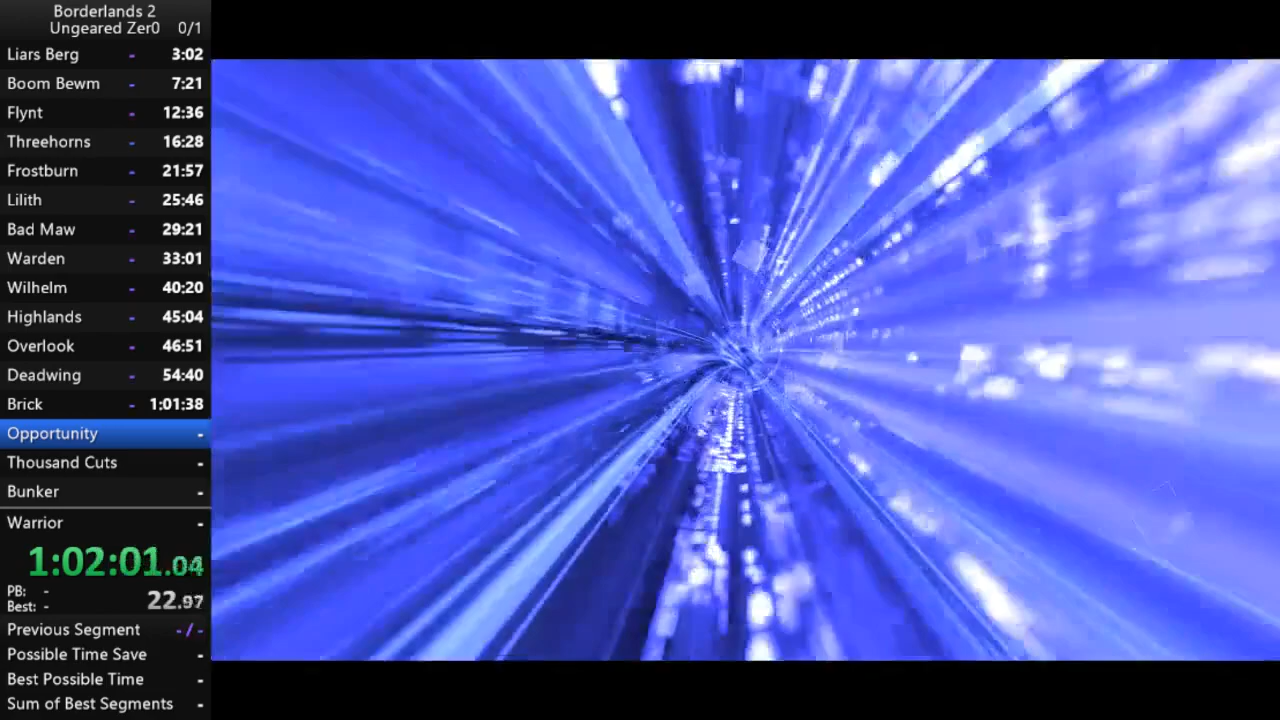 Borderlands 2
Ungeared Zer0 0/1
Liars Berg - 3:02
Boom Bewm - 7:21
Flynt - 12:36
Threehorns - 16:28
Frostburn - 21:57
Lilith - 25:46
Bad Maw - 29:21
Warden - 33:01
Wilhelm - 40:20
Highlands - 45:04
Overlook - 46:51
Deadwing - 54:40
Brick - 1:01:38
Opportunity -
Thousand Cuts -
Bunker -
Warrior -
1:02:01.04
PB: -
Best: - 22.97
Previous Segment - / -
Possible Time Save -
Best Possible Time -
Sum of Best Segments -